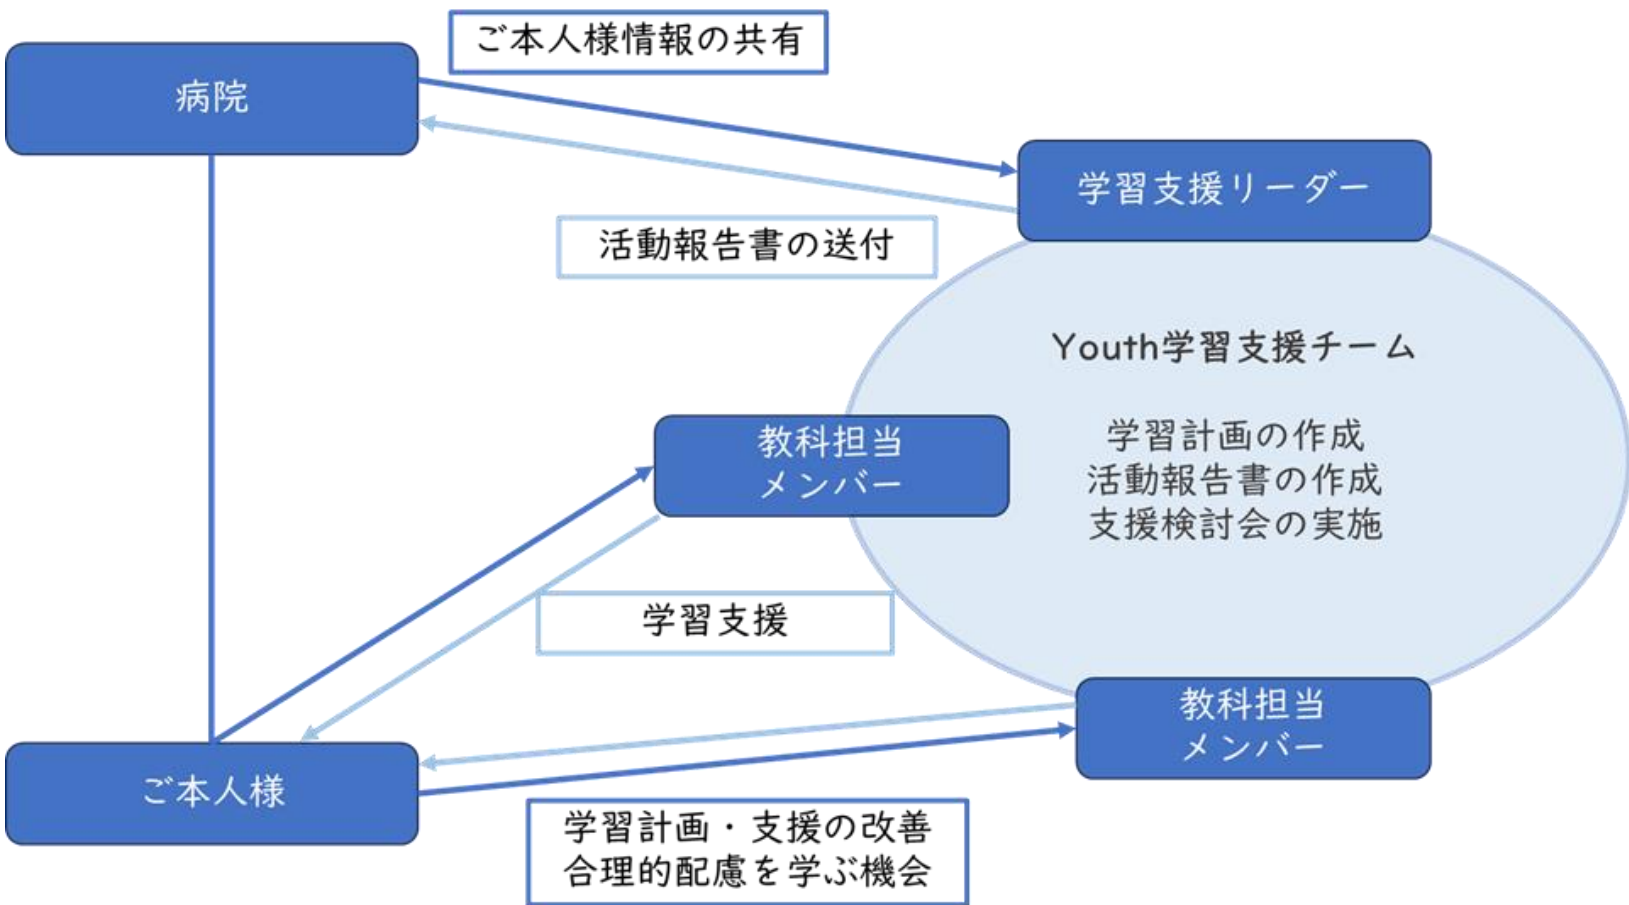 ご本人様情報の共有
病院
学習支援リーダー
活動報告書の送付
Youth学習支援チーム
学習計画の作成
活動報告書の作成
支援検討会の実施
教科担当
メンバー
学習支援
教科担当
メンバー
ご本人様
学習計画・支援の改善
合理的配慮を学ぶ機会